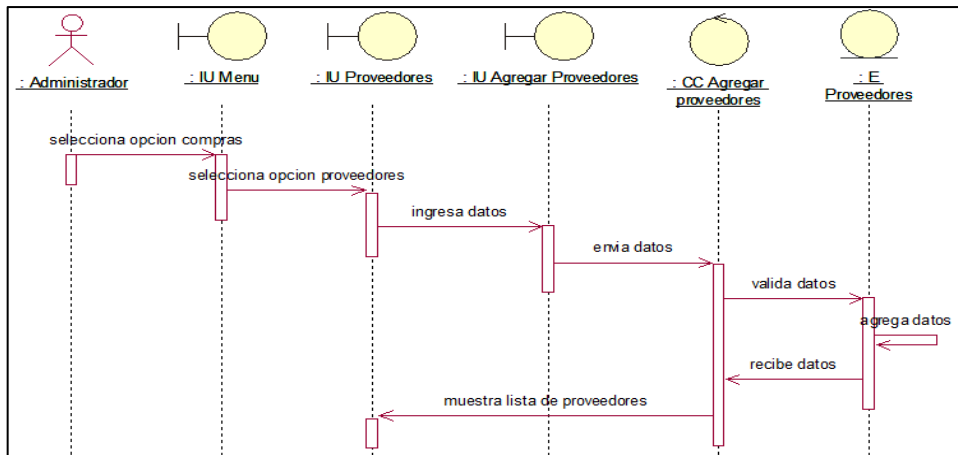 : Administrador
: IU Menu
: IU Proveedores
: IU Agregar Proveedores
: CC Agregar
proveedores
: E
Proveedores
selecciona opcion compras
selecciona opcion proveedores
ingresa datos
envia datos
valida datos
agrega datos
recibe datos
muestra lista de proveedores